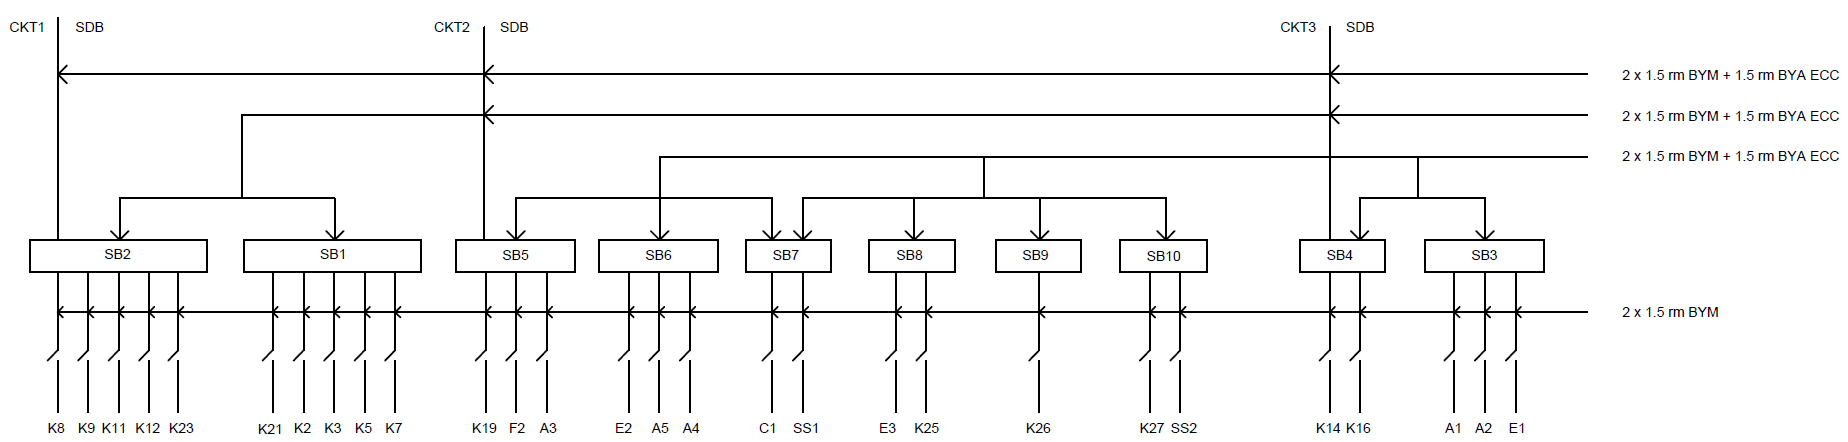 CKT1 SDB CKT2 SDB CKT3 SDB
2 x 1.5 rm BYM + 1.5 rm BYA ECC
2 x 1.5 rm BYM + 1.5 rm BYA ECC
2 x 1.5 rm BYM + 1.5 rm BYA ECC
SB2 SB1 SB5 SB6 SB7 SB8 SB9 SB10 SB4 SB3
2 x 1.5 rm BYM
K8 K9 K11 K12 K23 K21 K2 K3 K5 K7 K19 F2 A3 E2 A5 A4 C1 SS1 E3 K25 K26 K27 SS2 K14 K16 A1 A2 E1